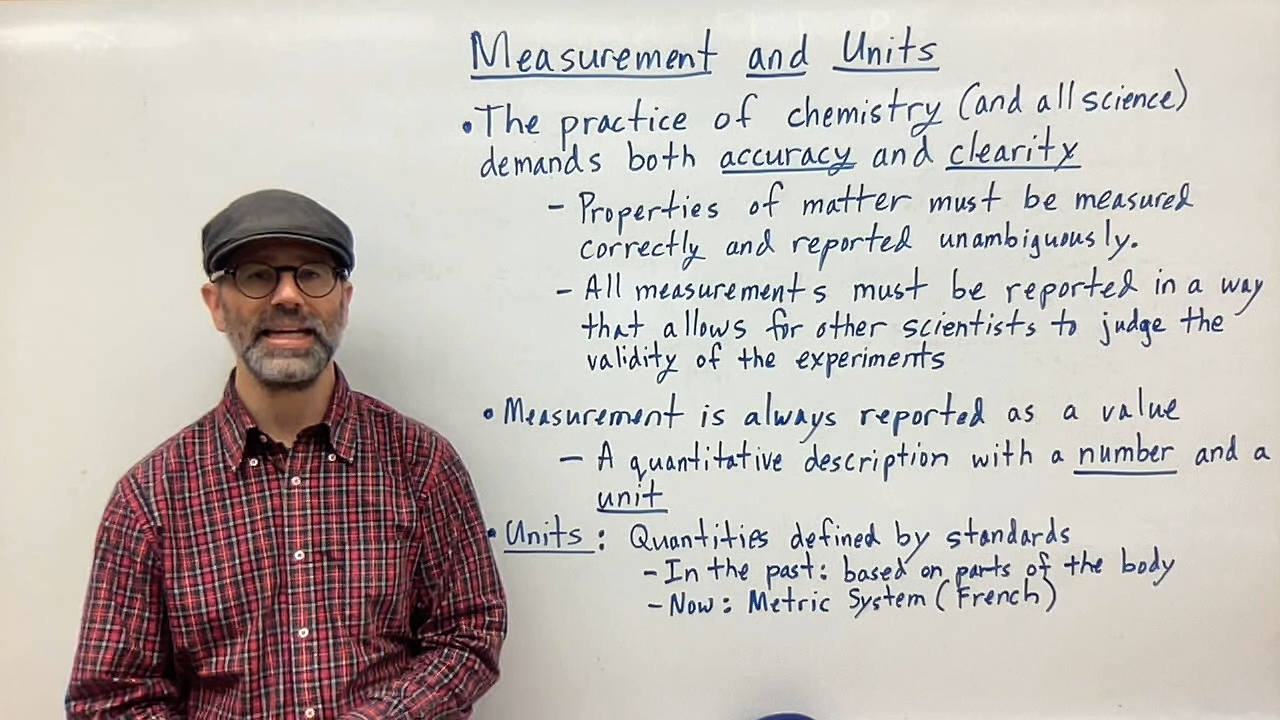 Measurement and Units
• The practice of chemistry (and all science)
demands both accuracy and clearity
- Properties of matter must be measured
correctly and reported unambiguously.
- All measurements must be reported in a way
that allows for other scientists to judge the
validity of the experiments
• Measurement is always reported as a value
- A quantitative description with a number and a
unit
• Units: Quantities defined by standards
- In the past: based on parts of the body
- Now: Metric System (French)